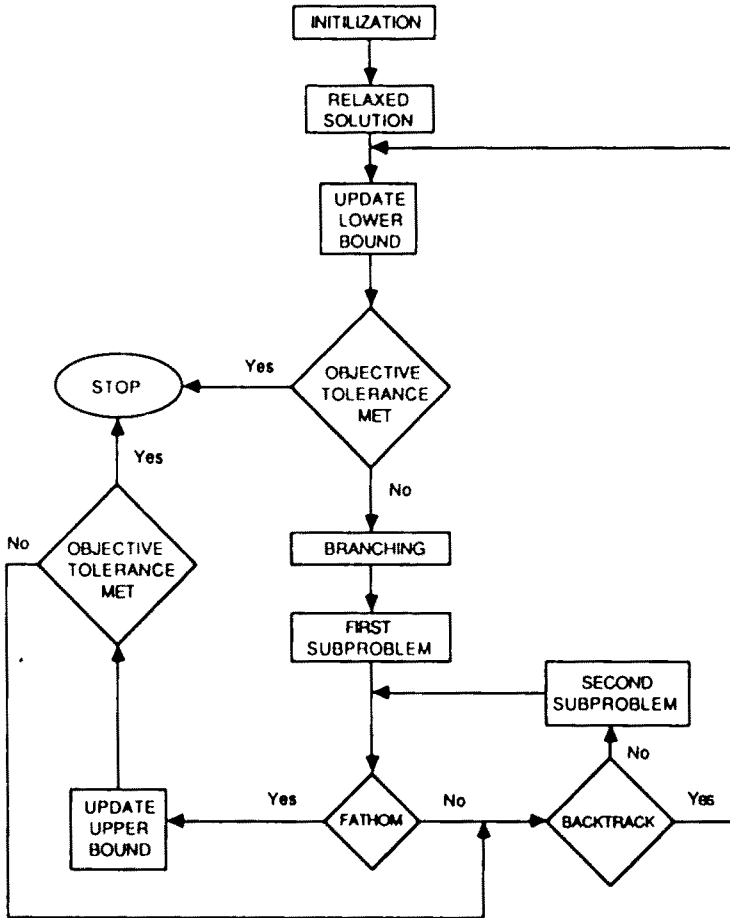 INITILIZATION
RELAXED
SOLUTION
UPDATE
LOWER
BOUND
OBJECTIVE
TOLERANCE
MET
Yes
STOP
Yes
No
OBJECTIVE
TOLERANCE
MET
No
BRANCHING
FIRST
SUBPROBLEM
SECOND
SUBPROBLEM
No
UPDATE
UPPER
BOUND
Yes
FATHOM
No
BACKTRACK
Yes